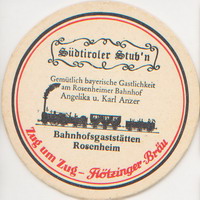 Südtiroler Stub'n
Gemütlich bayerische Gastlichkeit
am Rosenheimer Bahnhof
Angelika u. Karl Anzer
Bahnhofsgaststätten
Rosenheim
Zug um Zug - Flötzinger-Bräu